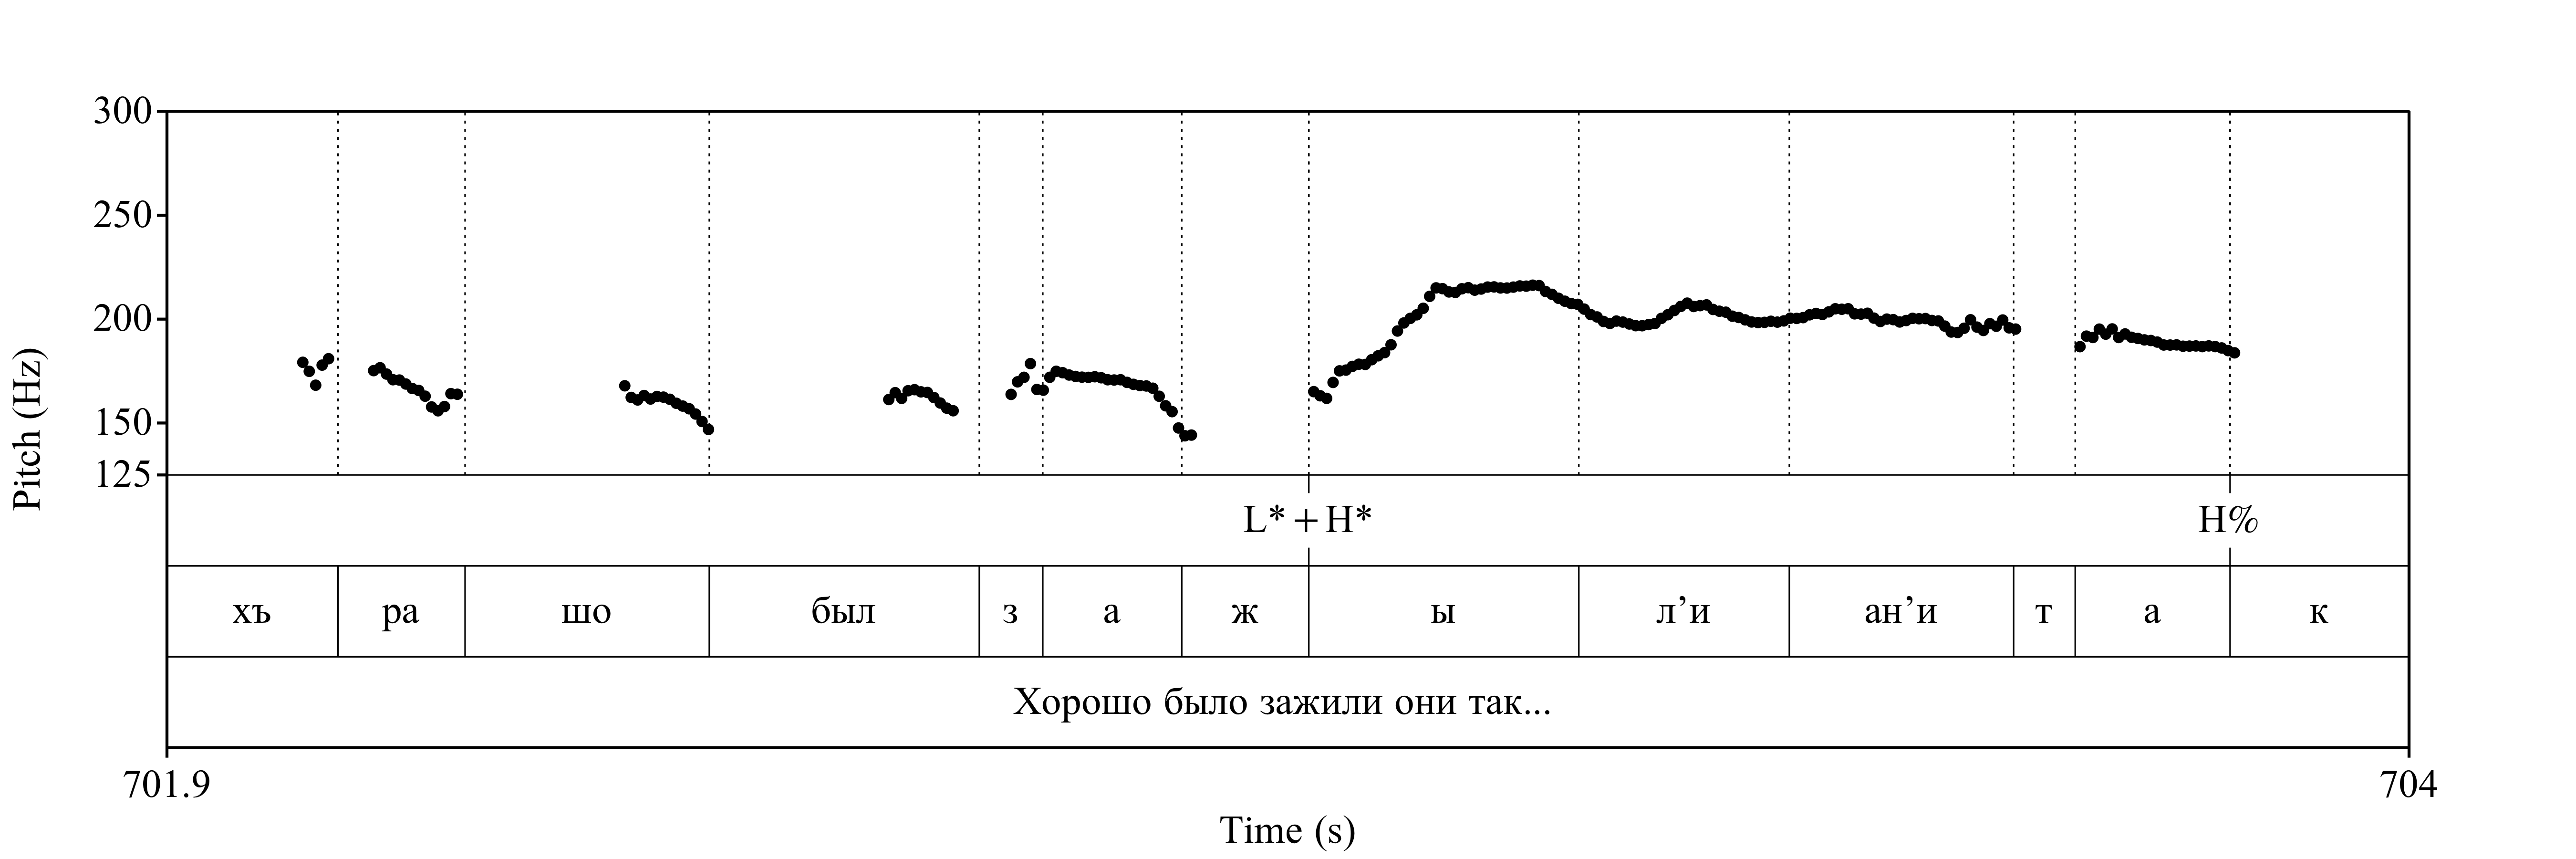 300
250
200
150
125
Pitch (Hz)
L*+H* H%
хъ ра шо был з а ж ы л’и ан’и т а к
Хорошо было зажили они так...
701.9 704
Time (s)